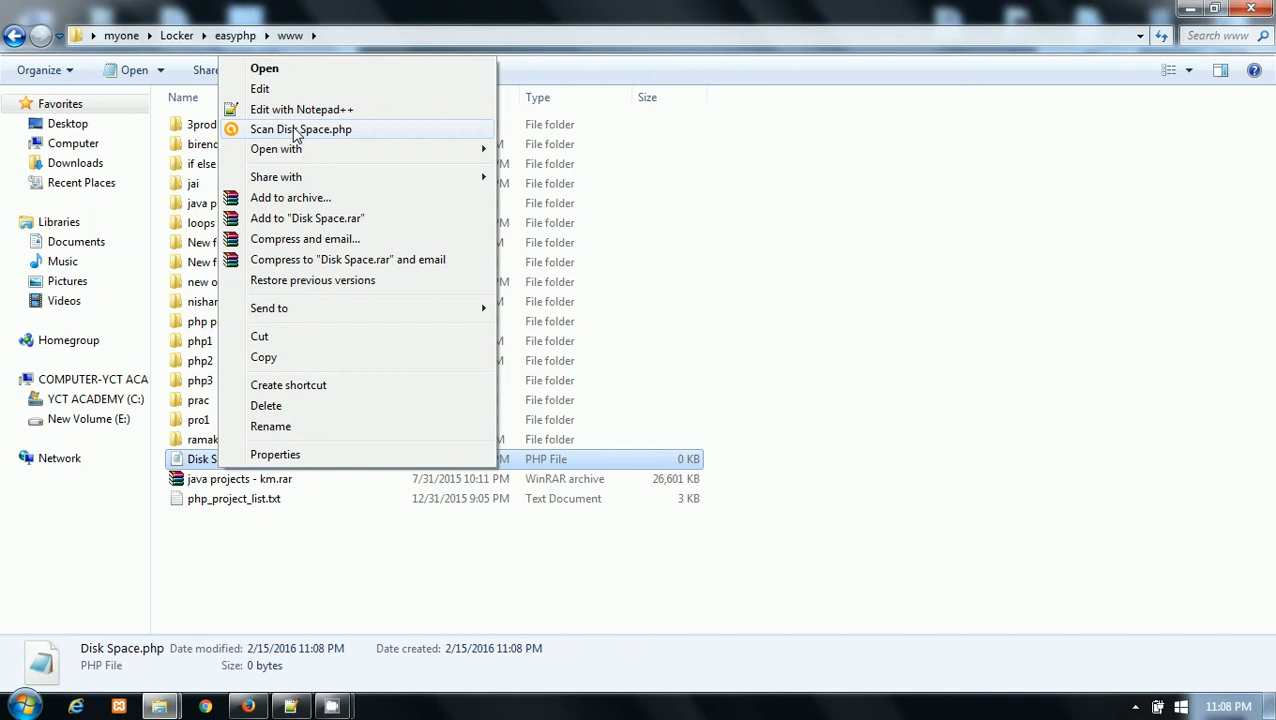 myone Locker easyphp www Search www
Organize Open Share
Open
Edit
Edit with Notepad++
Scan Disk Space.php
Open with
Share with
Add to archive...
Add to "Disk Space.rar"
Compress and email...
Compress to "Disk Space.rar" and email
Restore previous versions
Send to
Cut
Copy
Create shortcut
Delete
Rename
Properties
Favorites
Desktop
Computer
Downloads
Recent Places
Libraries
Documents
Music
Pictures
Videos
Homegroup
COMPUTER-YCT ACA
YCT ACADEMY (C:)
New Volume (E:)
Network
Name Type Size
3prod File folder
biren File folder
if else File folder
jai File folder
java p File folder
loops File folder
New f File folder
New f File folder
new o File folder
nishar File folder
php p File folder
php1 File folder
php2 File folder
php3 File folder
prac File folder
pro1 File folder
ramak File folder
Disk S PM PHP File 0 KB
java projects - km.rar 7/31/2015 10:11 PM WinRAR archive 26,601 KB
php_project_list.txt 12/31/2015 9:05 PM Text Document 3 KB
Disk Space.php Date modified: 2/15/2016 11:08 PM Date created: 2/15/2016 11:08 PM
PHP File Size: 0 bytes
11:08 PM